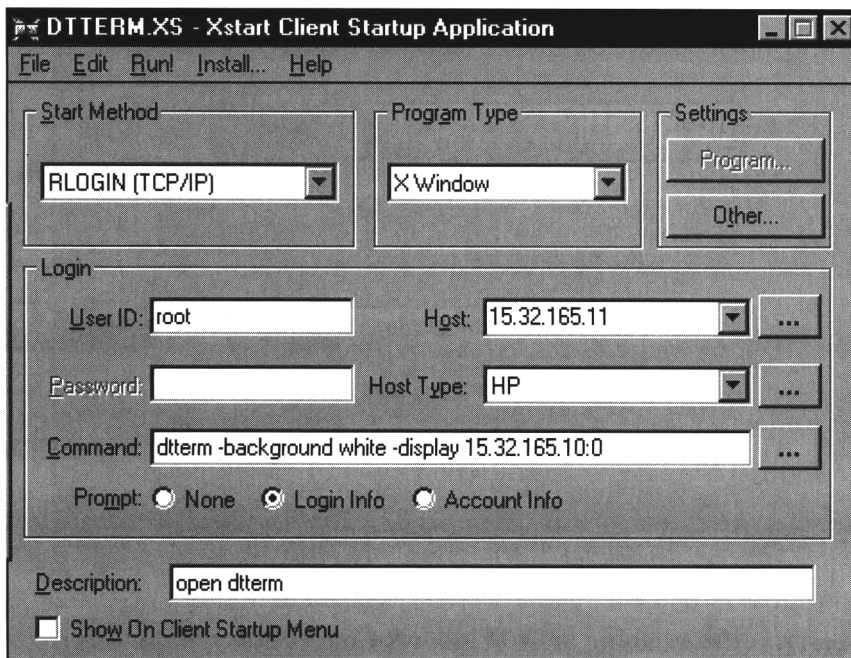 DTTERM.XS - Xstart Client Startup Application
File Edit Run! Install... Help
Start Method
Program Type
Settings
RLOGIN (TCP/IP)
X Window
Program...
Other...
Login
User ID: root
Host: 15.32.165.11
...
Password:
Host Type: HP
...
Command: dtterm -background white -display 15.32.165.10:0
...
Prompt: None Login Info Account Info
Description: open dtterm
Show On Client Startup Menu